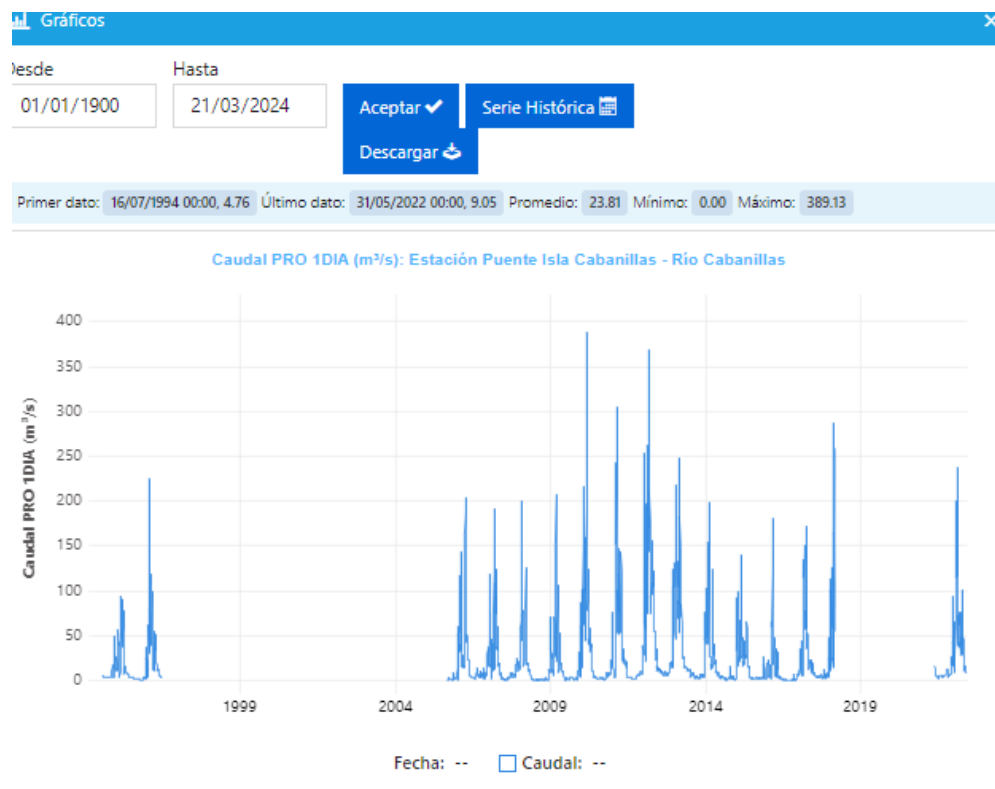 Gráficos ×
Desde Hasta
01/01/1900 21/03/2024 Aceptar Serie Histórica
Descargar
Primer dato: 16/07/1994 00:00, 4.76 Último dato: 31/05/2022 00:00, 9.05 Promedio: 23.81 Mínimo: 0.00 Máximo: 389.13
Caudal PRO 1DIA (m³/s): Estación Puente Isla Cabanillas - Rio Cabanillas
Caudal PRO 1DIA (m³/s)
400
350
300
250
200
150
100
50
0
1999 2004 2009 2014 2019
Fecha: -- Caudal: --